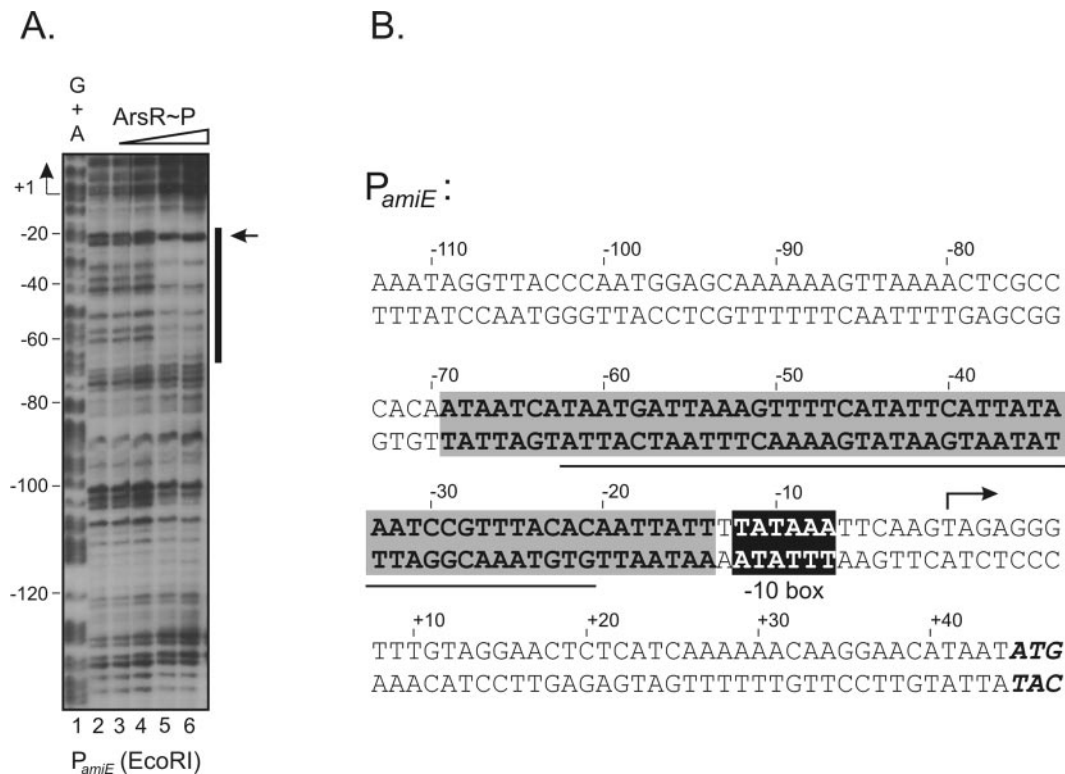 A.
G
+
A
ArsR~P
+1
-20
-40
-60
-80
-100
-120
1 2 3 4 5 6
PamiE (EcoRI)
B.
PamiE :
-110 -100 -90 -80
AAATAGGTTACCCAATGGAGCAAAAAAGTTAAAACTCGCC
TTTATCCAATGGGTTACCTCGTTTTTTCAATTTTGAGCGG
-70 -60 -50 -40
CACAATAATCATAATGATTAAAGTTTTCATATTCATTATA
GTGTTATTAGTATTACTAATTTCAAAAGTATAAGTAATAT
-30 -20 -10
AATCCGTTTACACAATTATTTTATAAATTCAAGTAGAGGG
TTAGGCAAATGTGTTAATAAAATATTTAAGTTCATCTCCC
-10 box
+10 +20 +30 +40
TTTGTAGGAACTCTCATCAAAAAACAAGGAACATAATATG
AAACATCCTTGAGAGTAGTTTTTTGTTCCTTGTATTATAC